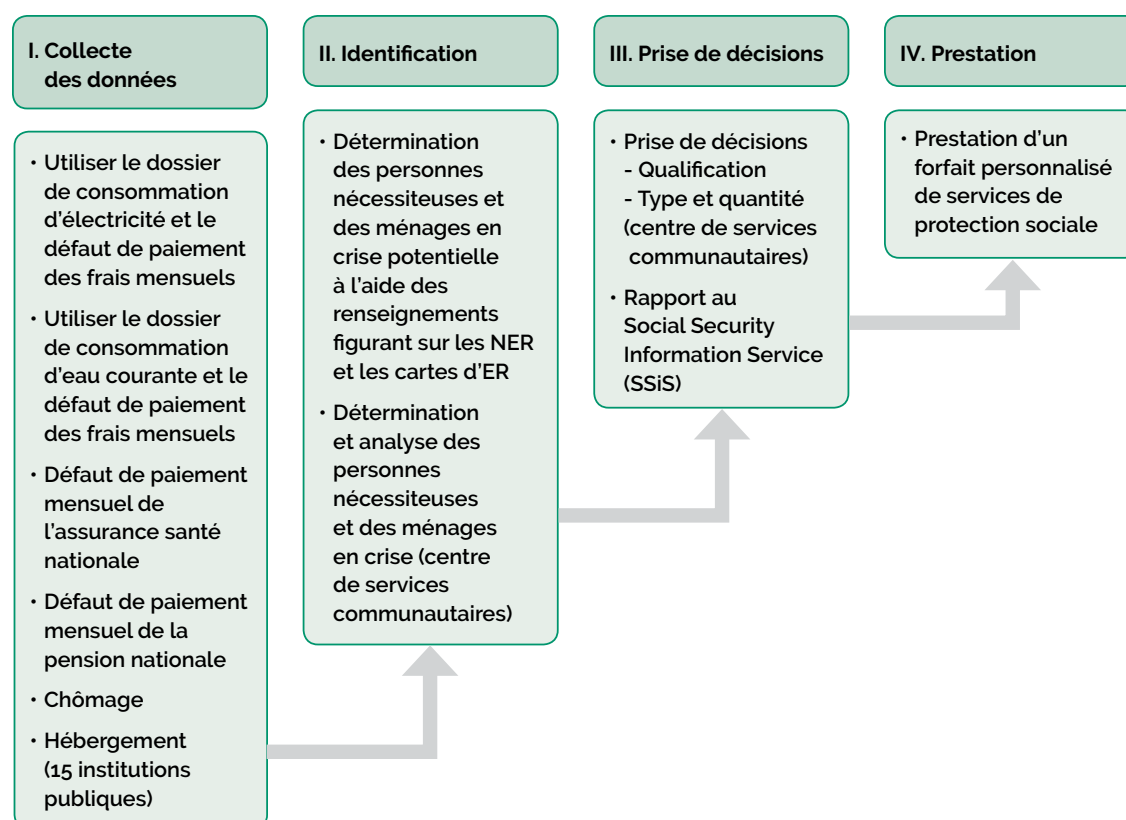 I. Collecte
des données
· Utiliser le dossier
de consommation
d'électricité et le
défaut de paiement
des frais mensuels
· Utiliser le dossier
de consommation
d'eau courante et le
défaut de paiement
des frais mensuels
· Défaut de paiement
mensuel de
l'assurance santé
nationale
· Défaut de paiement
mensuel de la
pension nationale
· Chômage
· Hébergement
(15 institutions
publiques)
II. Identification
· Détermination
des personnes
nécessiteuses et
des ménages en
crise potentielle
à l'aide des
renseignements
figurant sur les NER
et les cartes d'ER
· Détermination
et analyse des
personnes
nécessiteuses
et des ménages
en crise (centre
de services
communautaires)
III. Prise de décisions
· Prise de décisions
- Qualification
- Type et quantité
(centre de services
communautaires)
· Rapport au
Social Security
Information Service
(SSiS)
IV. Prestation
· Prestation d'un
forfait personnalisé
de services de
protection sociale